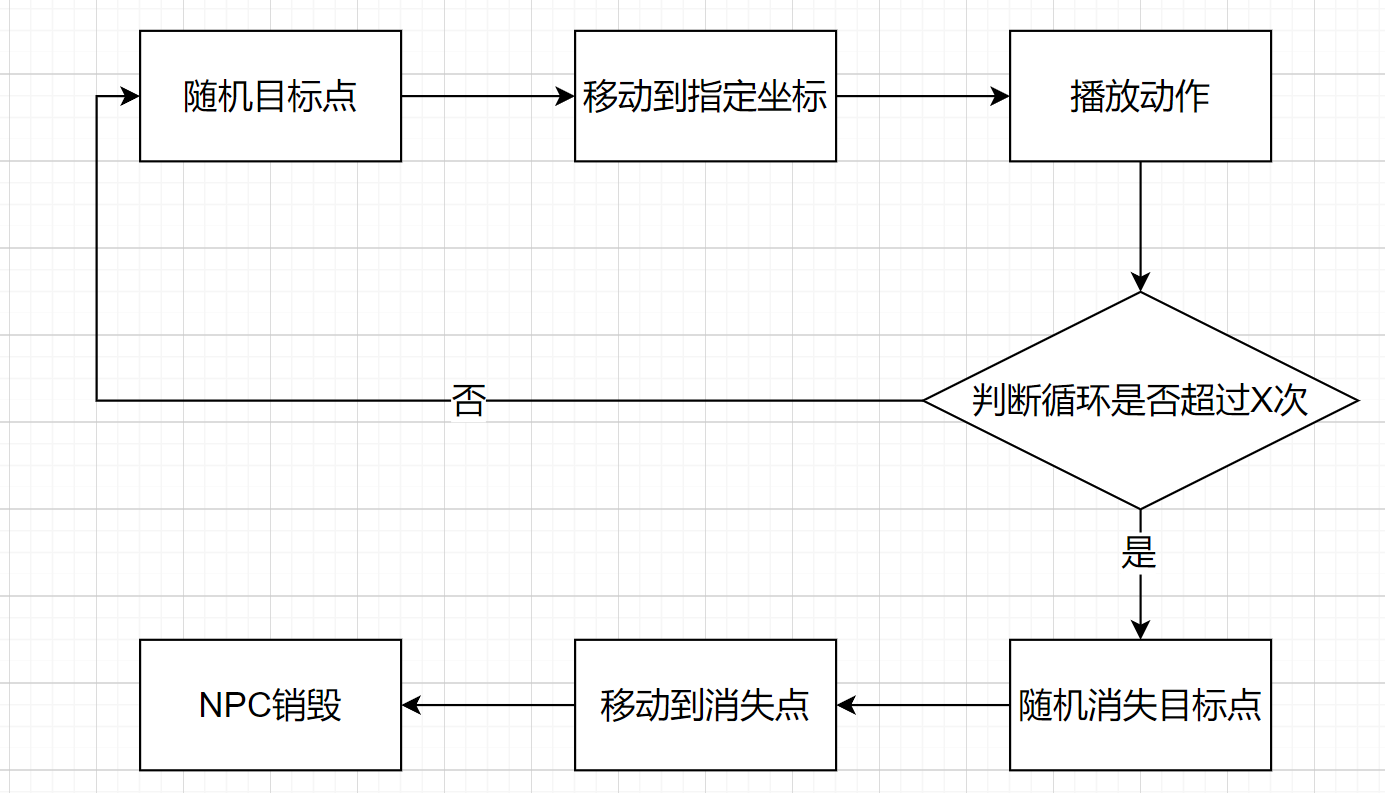 随机目标点
移动到指定坐标
播放动作
否
判断循环是否超过X次
是
NPC销毁
移动到消失点
随机消失目标点